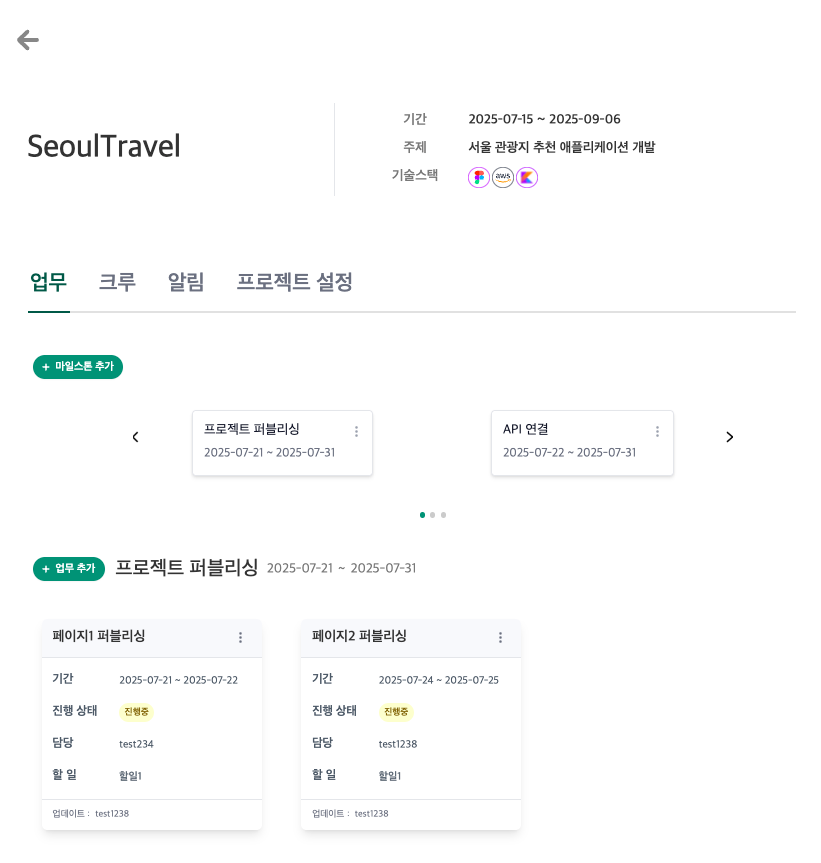 SeoulTravel
기간 2025-07-15 ~ 2025-09-06
주제 서울 관광지 추천 애플리케이션 개발
기술스택 aws
업무 크루 알림 프로젝트 설정
+ 마일스톤 추가
프로젝트 퍼블리싱
2025-07-21 ~ 2025-07-31
API 연결
2025-07-22 ~ 2025-07-31
+ 업무 추가 프로젝트 퍼블리싱 2025-07-21 ~ 2025-07-31
페이지1 퍼블리싱
기간 2025-07-21 ~ 2025-07-22
진행 상태 진행중
담당 test234
할 일 할일1
업데이트 : test1238
페이지2 퍼블리싱
기간 2025-07-24 ~ 2025-07-25
진행 상태 진행중
담당 test1238
할 일 할일1
업데이트 : test1238